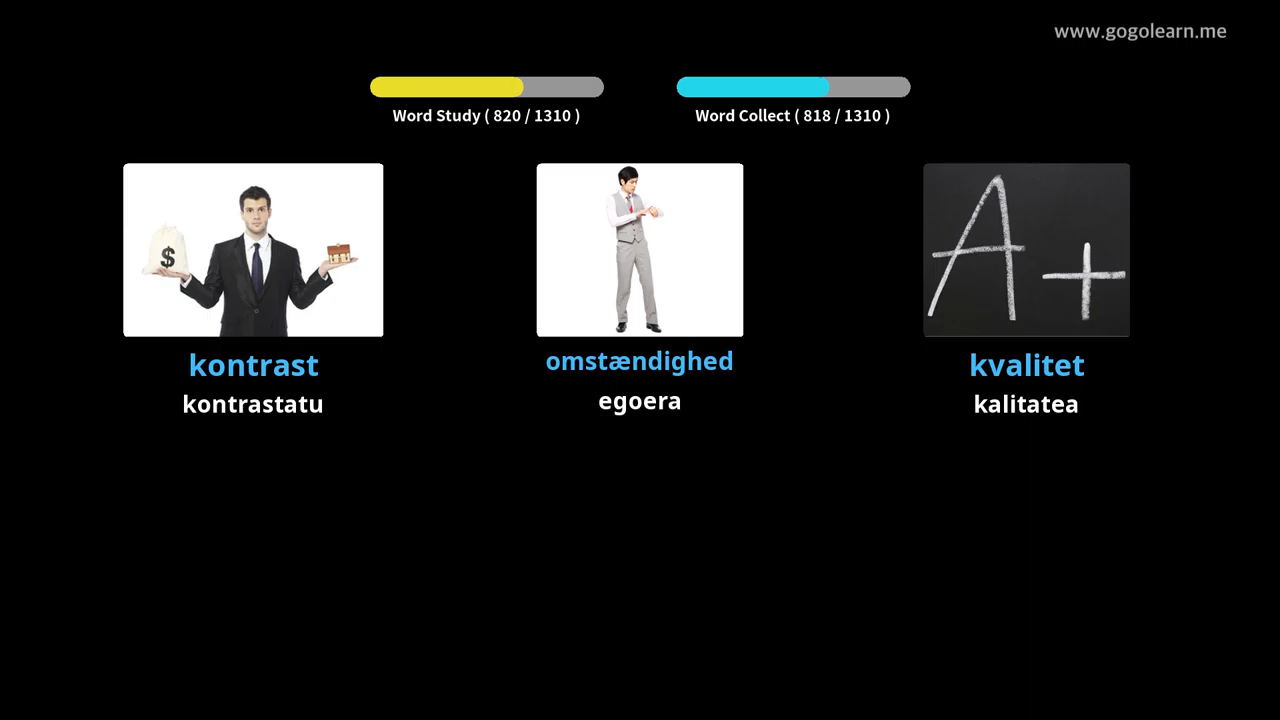 www.gogolearn.me
Word Study ( 820 / 1310 )
Word Collect ( 818 / 1310 )
$
A+
kontrast
kontrastatu
omstændighed
egoera
kvalitet
kalitatea